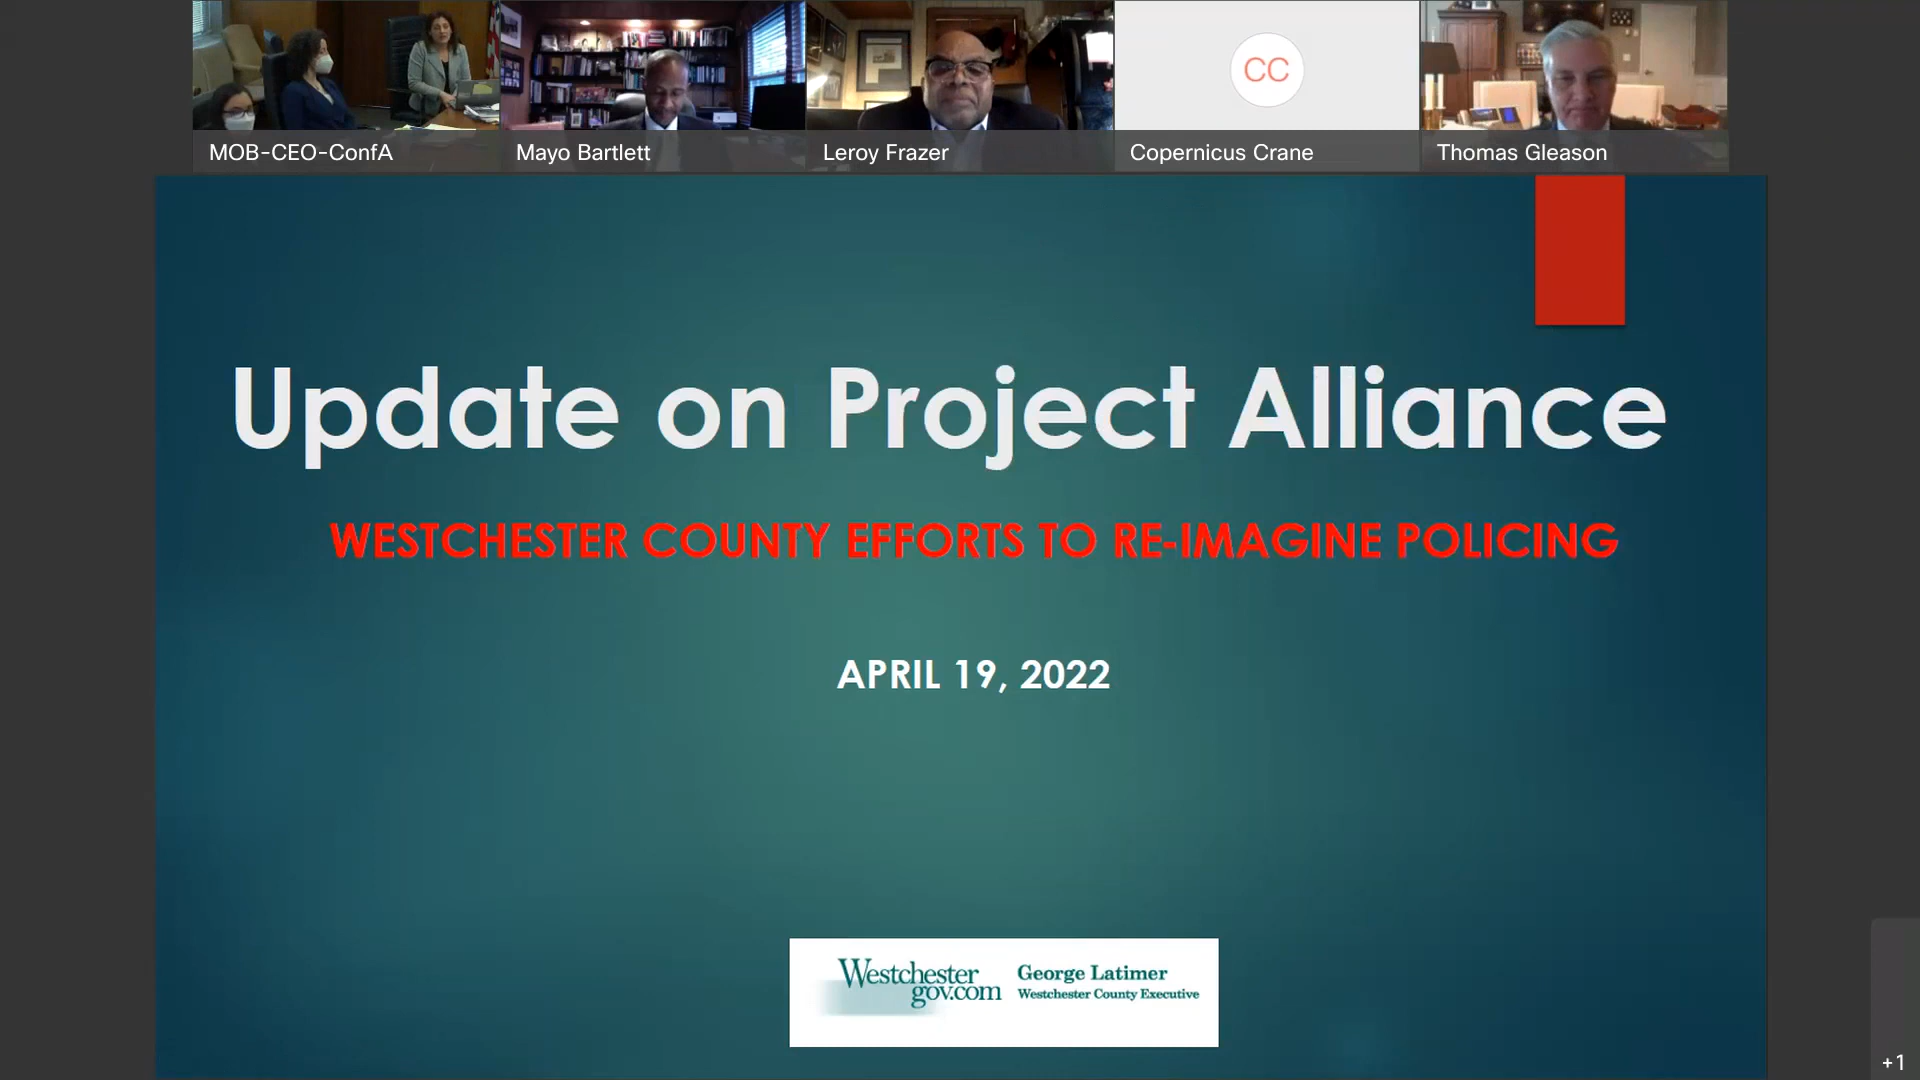 MOB-CEO-ConfA
Mayo Bartlett
Leroy Frazer
CC
Copernicus Crane
Thomas Gleason
Update on Project Alliance
WESTCHESTER COUNTY EFFORTS TO RE-IMAGINE POLICING
APRIL 19, 2022
Westchester
gov.com
George Latimer
Westchester County Executive
+1